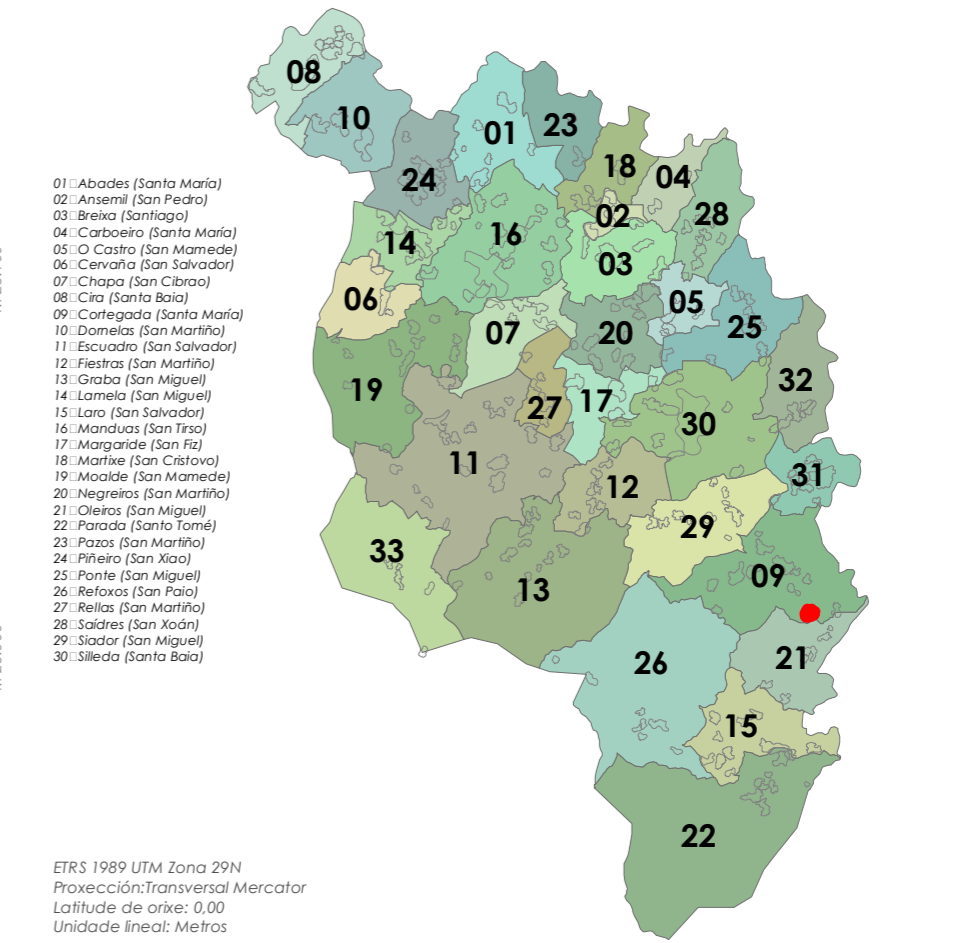 08
10
01
23
18
04
24
02
28
16
14
03
06
05
07
20
25
19
27
17
32
30
11
12
31
29
33
13
09
26
21
15
22
01 Abades (Santa María)
02 Ansemil (San Pedro)
03 Breixa (Santiago)
04 Carboeiro (Santa María)
05 O Castro (San Mamede)
06 Cervaña (San Salvador)
07 Chapa (San Cibrao)
08 Cira (Santa Baia)
09 Cortegada (Santa María)
10 Dornelas (San Martiño)
11 Escuadro (San Salvador)
12 Fiestras (San Martiño)
13 Graba (San Miguel)
14 Lamela (San Miguel)
15 Laro (San Salvador)
16 Manduas (San Tirso)
17 Margaride (San Fiz)
18 Martixe (San Cristovo)
19 Moalde (San Mamede)
20 Negreiros (San Martiño)
21 Oleiros (San Miguel)
22 Parada (Santo Tomé)
23 Pazos (San Martiño)
24 Piñeiro (San Xiao)
25 Ponte (San Miguel)
26 Refoxos (San Paio)
27 Rellas (San Martiño)
28 Saídres (San Xoán)
29 Siador (San Miguel)
30 Silleda (Santa Baia)
ETRS 1989 UTM Zona 29N
Proxección:Transversal Mercator
Latitude de orixe: 0,00
Unidade lineal: Metros